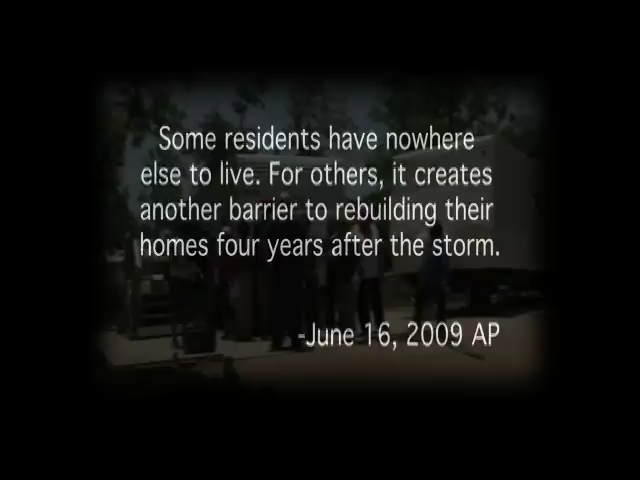 Some residents have nowhere
else to live. For others, it creates
another barrier to rebuilding their
homes four years after the storm.
-June 16, 2009 AP